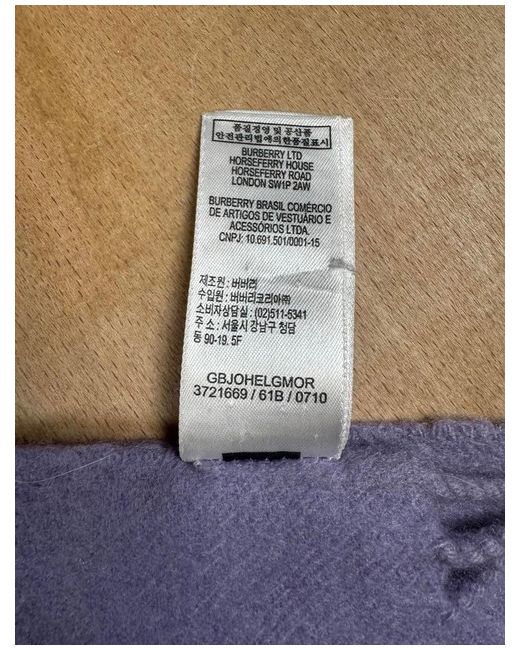 품질경영 및 공산품
안전관리법에의한품질표시
BURBERRY LTD
HORSEFERRY HOUSE
HORSEFERRY ROAD
LONDON SW1P 2AW
BURBERRY BRASIL COMÉRCIO
DE ARTIGOS DE VESTUÁRIO E
ACESSÓRIOS LTDA.
CNPJ: 10.691.501/0001-15
제조원 : 버버리
수입원 : 버버리코리아㈜
소비자상담실 : (02)511-5341
주 소 : 서울시 강남구 청담
동 90-19. 5F
GBJOHELGMOR
3721669 / 61B / 0710